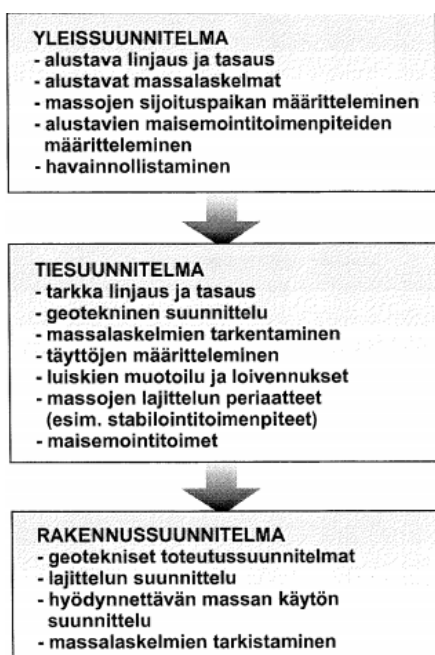 YLEISSUUNNITELMA
- alustava linjaus ja tasaus
- alustavat massalaskelmat
- massojen sijoituspaikan määritteleminen
- alustavien maisemointitoimenpiteiden
määritteleminen
- havainnollistaminen
TIESUUNNITELMA
- tarkka linjaus ja tasaus
- geotekninen suunnittelu
- massalaskelmien tarkentaminen
- täyttöjen määritteleminen
- luiskien muotoilu ja loivennukset
- massojen lajittelun periaatteet
(esim. stabilointitoimenpiteet)
- maisemointitoimet
RAKENNUSSUUNNITELMA
- geotekniset toteutussuunnitelmat
- lajittelun suunnittelu
- hyödynnettävän massan käytön
suunnittelu
- massalaskelmien tarkistaminen